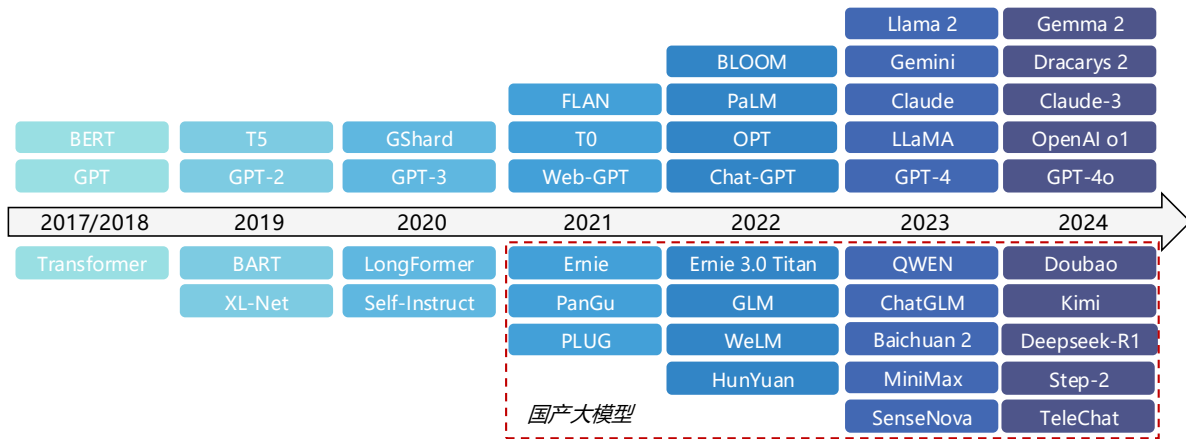 Llama 2 Gemma 2
BLOOM Gemini Dracarys 2
FLAN PaLM Claude Claude-3
BERT T5 GShard T0 OPT LLaMA OpenAI o1
GPT GPT-2 GPT-3 Web-GPT Chat-GPT GPT-4 GPT-4o
2017/2018 2019 2020 2021 2022 2023 2024
Transformer BART LongFormer Ernie Ernie 3.0 Titan QWEN Doubao
XL-Net Self-Instruct PanGu GLM ChatGLM Kimi
PLUG WeLM Baichuan 2 Deepseek-R1
HunYuan MiniMax Step-2
国产大模型 SenseNova TeleChat